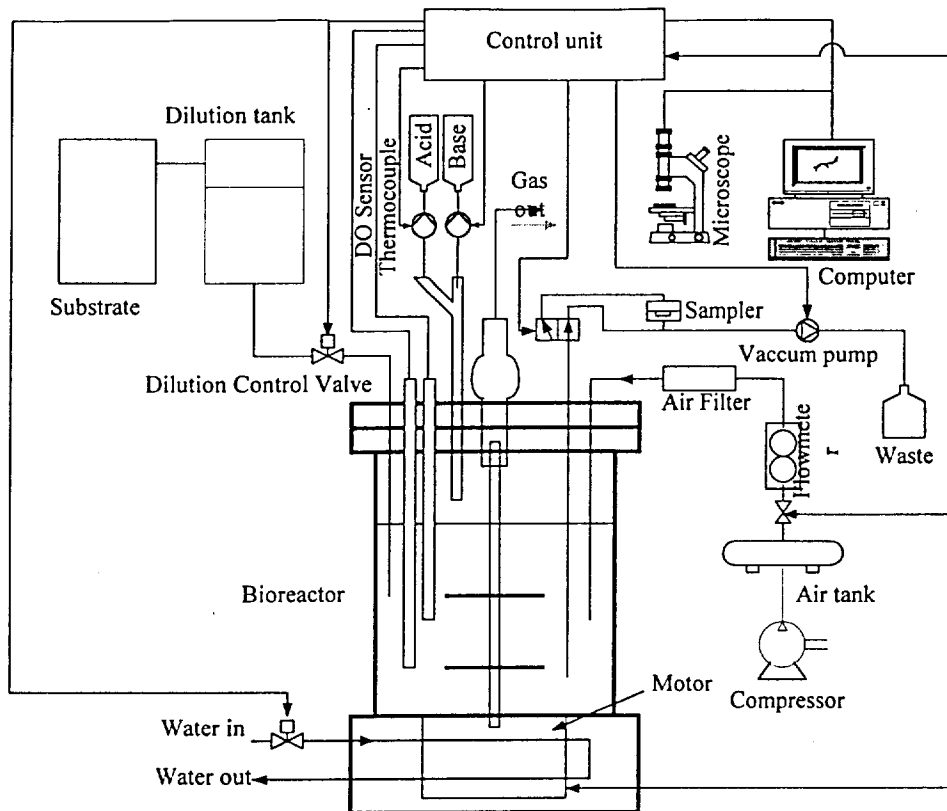 Control unit
Dilution tank
Acid
Base
DO Sensor
Thermocouple
Gas
out
Microscope
Computer
Substrate
Sampler
Vaccum pump
Dilution Control Valve
Air Filter
Flowmete
r
Waste
Bioreactor
Air tank
Motor
Compressor
Water in
Water out